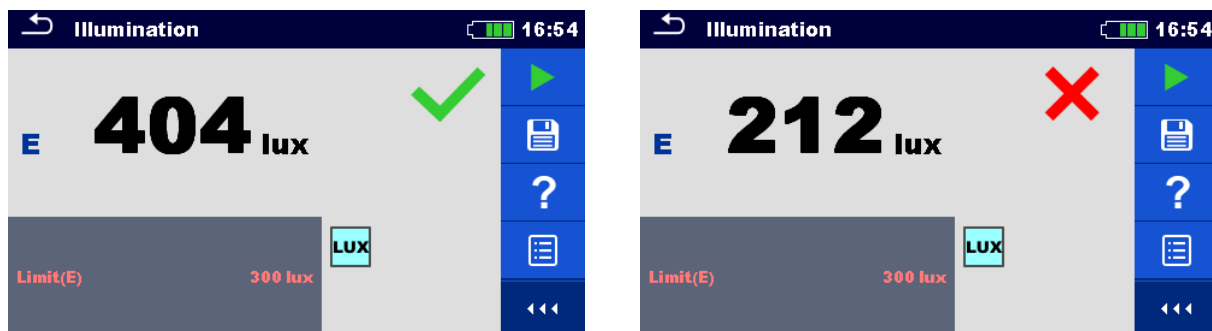 Illumination 16:54
E 404 lux
?
LUX
Limit(E) 300 lux
Illumination 16:54
E 212 lux
?
LUX
Limit(E) 300 lux